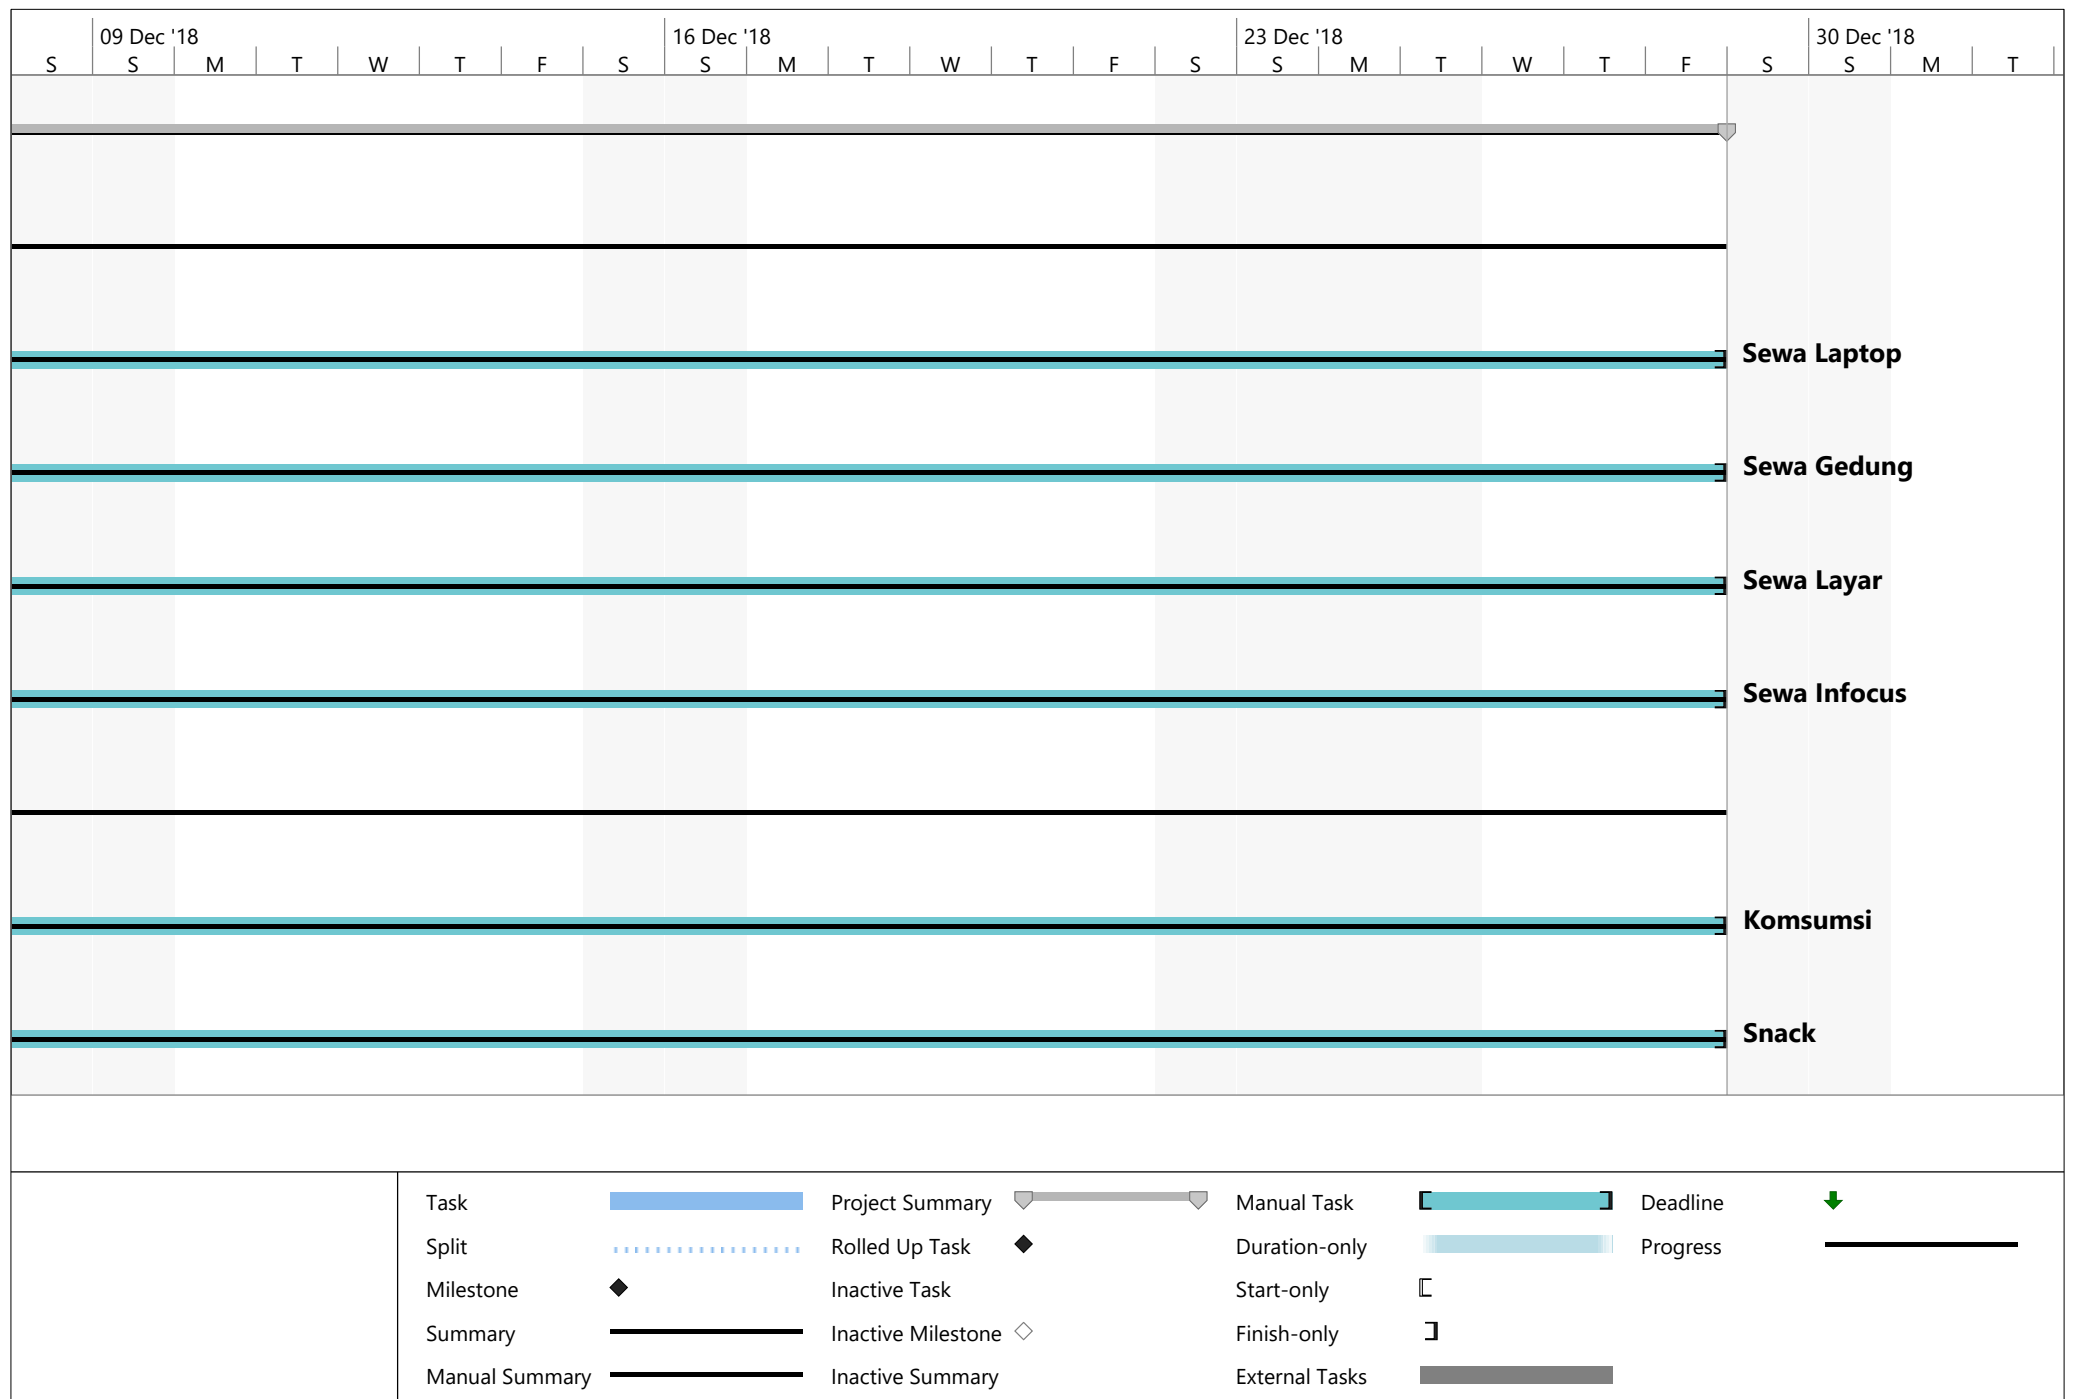 09 Dec '18 16 Dec '18 23 Dec '18 30 Dec '18
S S M T W T F S S M T W T F S S M T W T F S S M T
Sewa Laptop
Sewa Gedung
Sewa Layar
Sewa Infocus
Komsumsi
Snack
Task Project Summary Manual Task Deadline
Split Rolled Up Task Duration-only Progress
Milestone Inactive Task Start-only
Summary Inactive Milestone Finish-only
Manual Summary Inactive Summary External Tasks